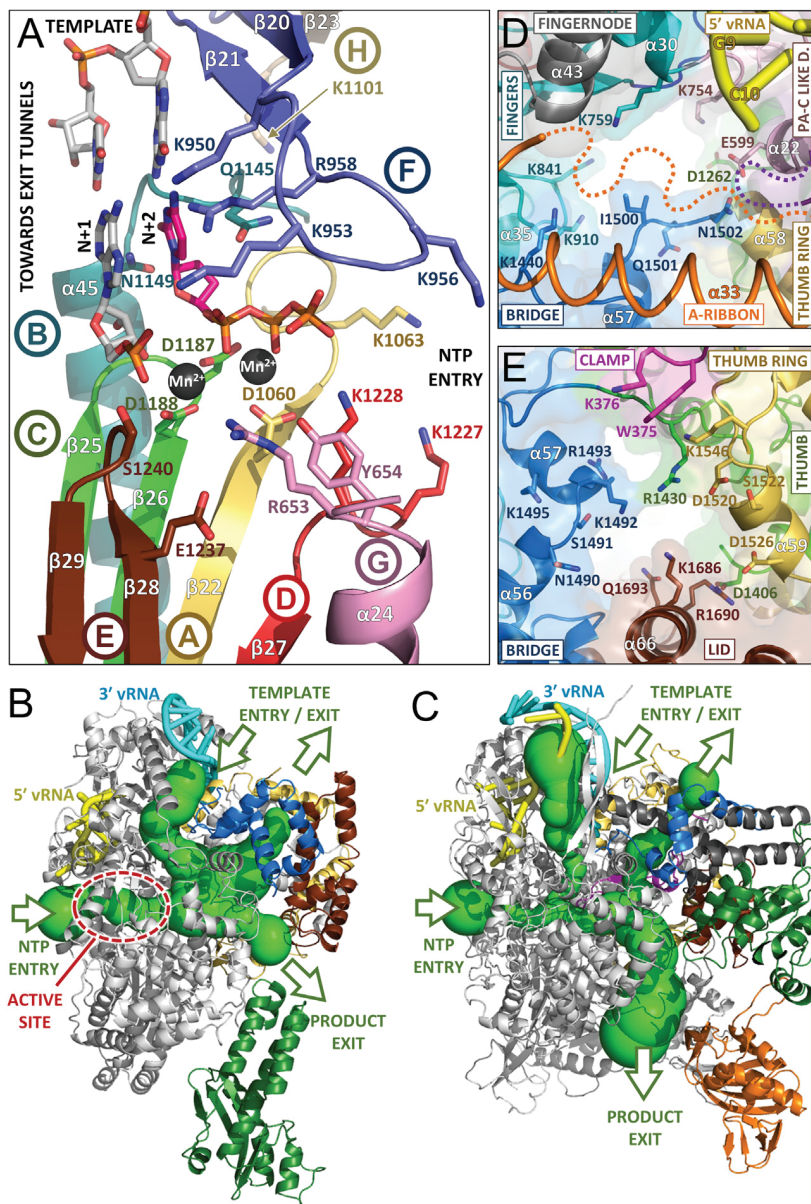 A
TEMPLATE
TOWARDS EXIT TUNNELS
β20
β23
β21
H
K1101
K950
Q1145
R958
F
N+1
N+2
K953
K956
α45
N1149
B
D1187
K1063
Mn²⁺
Mn²⁺
NTP
ENTRY
D1188
D1060
K1228
C
K1227
β25
S1240
Y654
β26
R653
β29
E1237
β28
β22
G
D
α24
E
A
β27
D
FINGERNODE
5' vRNA
α30
G9
α43
K754
C10
FINGERS
PA-C LIKE D.
K759
E599
α22
K841
D1262
I1500
α35
K910
N1502
α58
K1440
Q1501
THUMB RING
α33
BRIDGE
α57
A-RIBBON
E
CLAMP
THUMB RING
K376
W375
α57
R1493
K1546
S1522
THUMB
R1430
K1495
K1492
D1520
S1491
D1526
α59
N1490
K1686
Q1693
D1406
α56
R1690
α66
BRIDGE
LID
B
3' vRNA
TEMPLATE
ENTRY / EXIT
5' vRNA
NTP
ENTRY
ACTIVE
SITE
PRODUCT
EXIT
C
3' vRNA
TEMPLATE
ENTRY / EXIT
5' vRNA
NTP
ENTRY
PRODUCT
EXIT